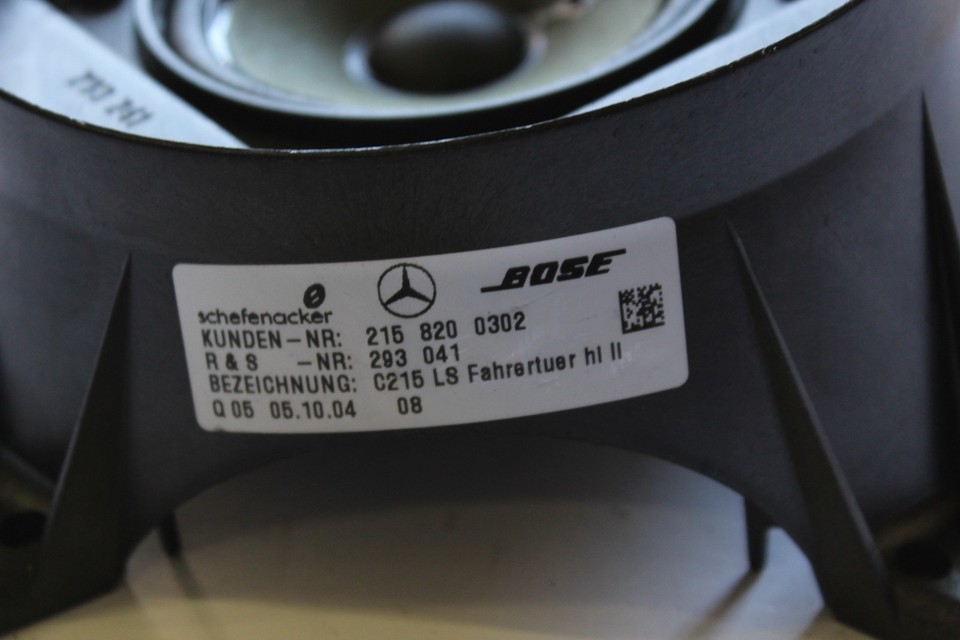 BOSE
schefenacker
KUNDEN-NR: 215 820 0302
R & S -NR: 293 041
BEZEICHNUNG: C215 LS Fahrertuer hl II
Q 05 05.10.04 08